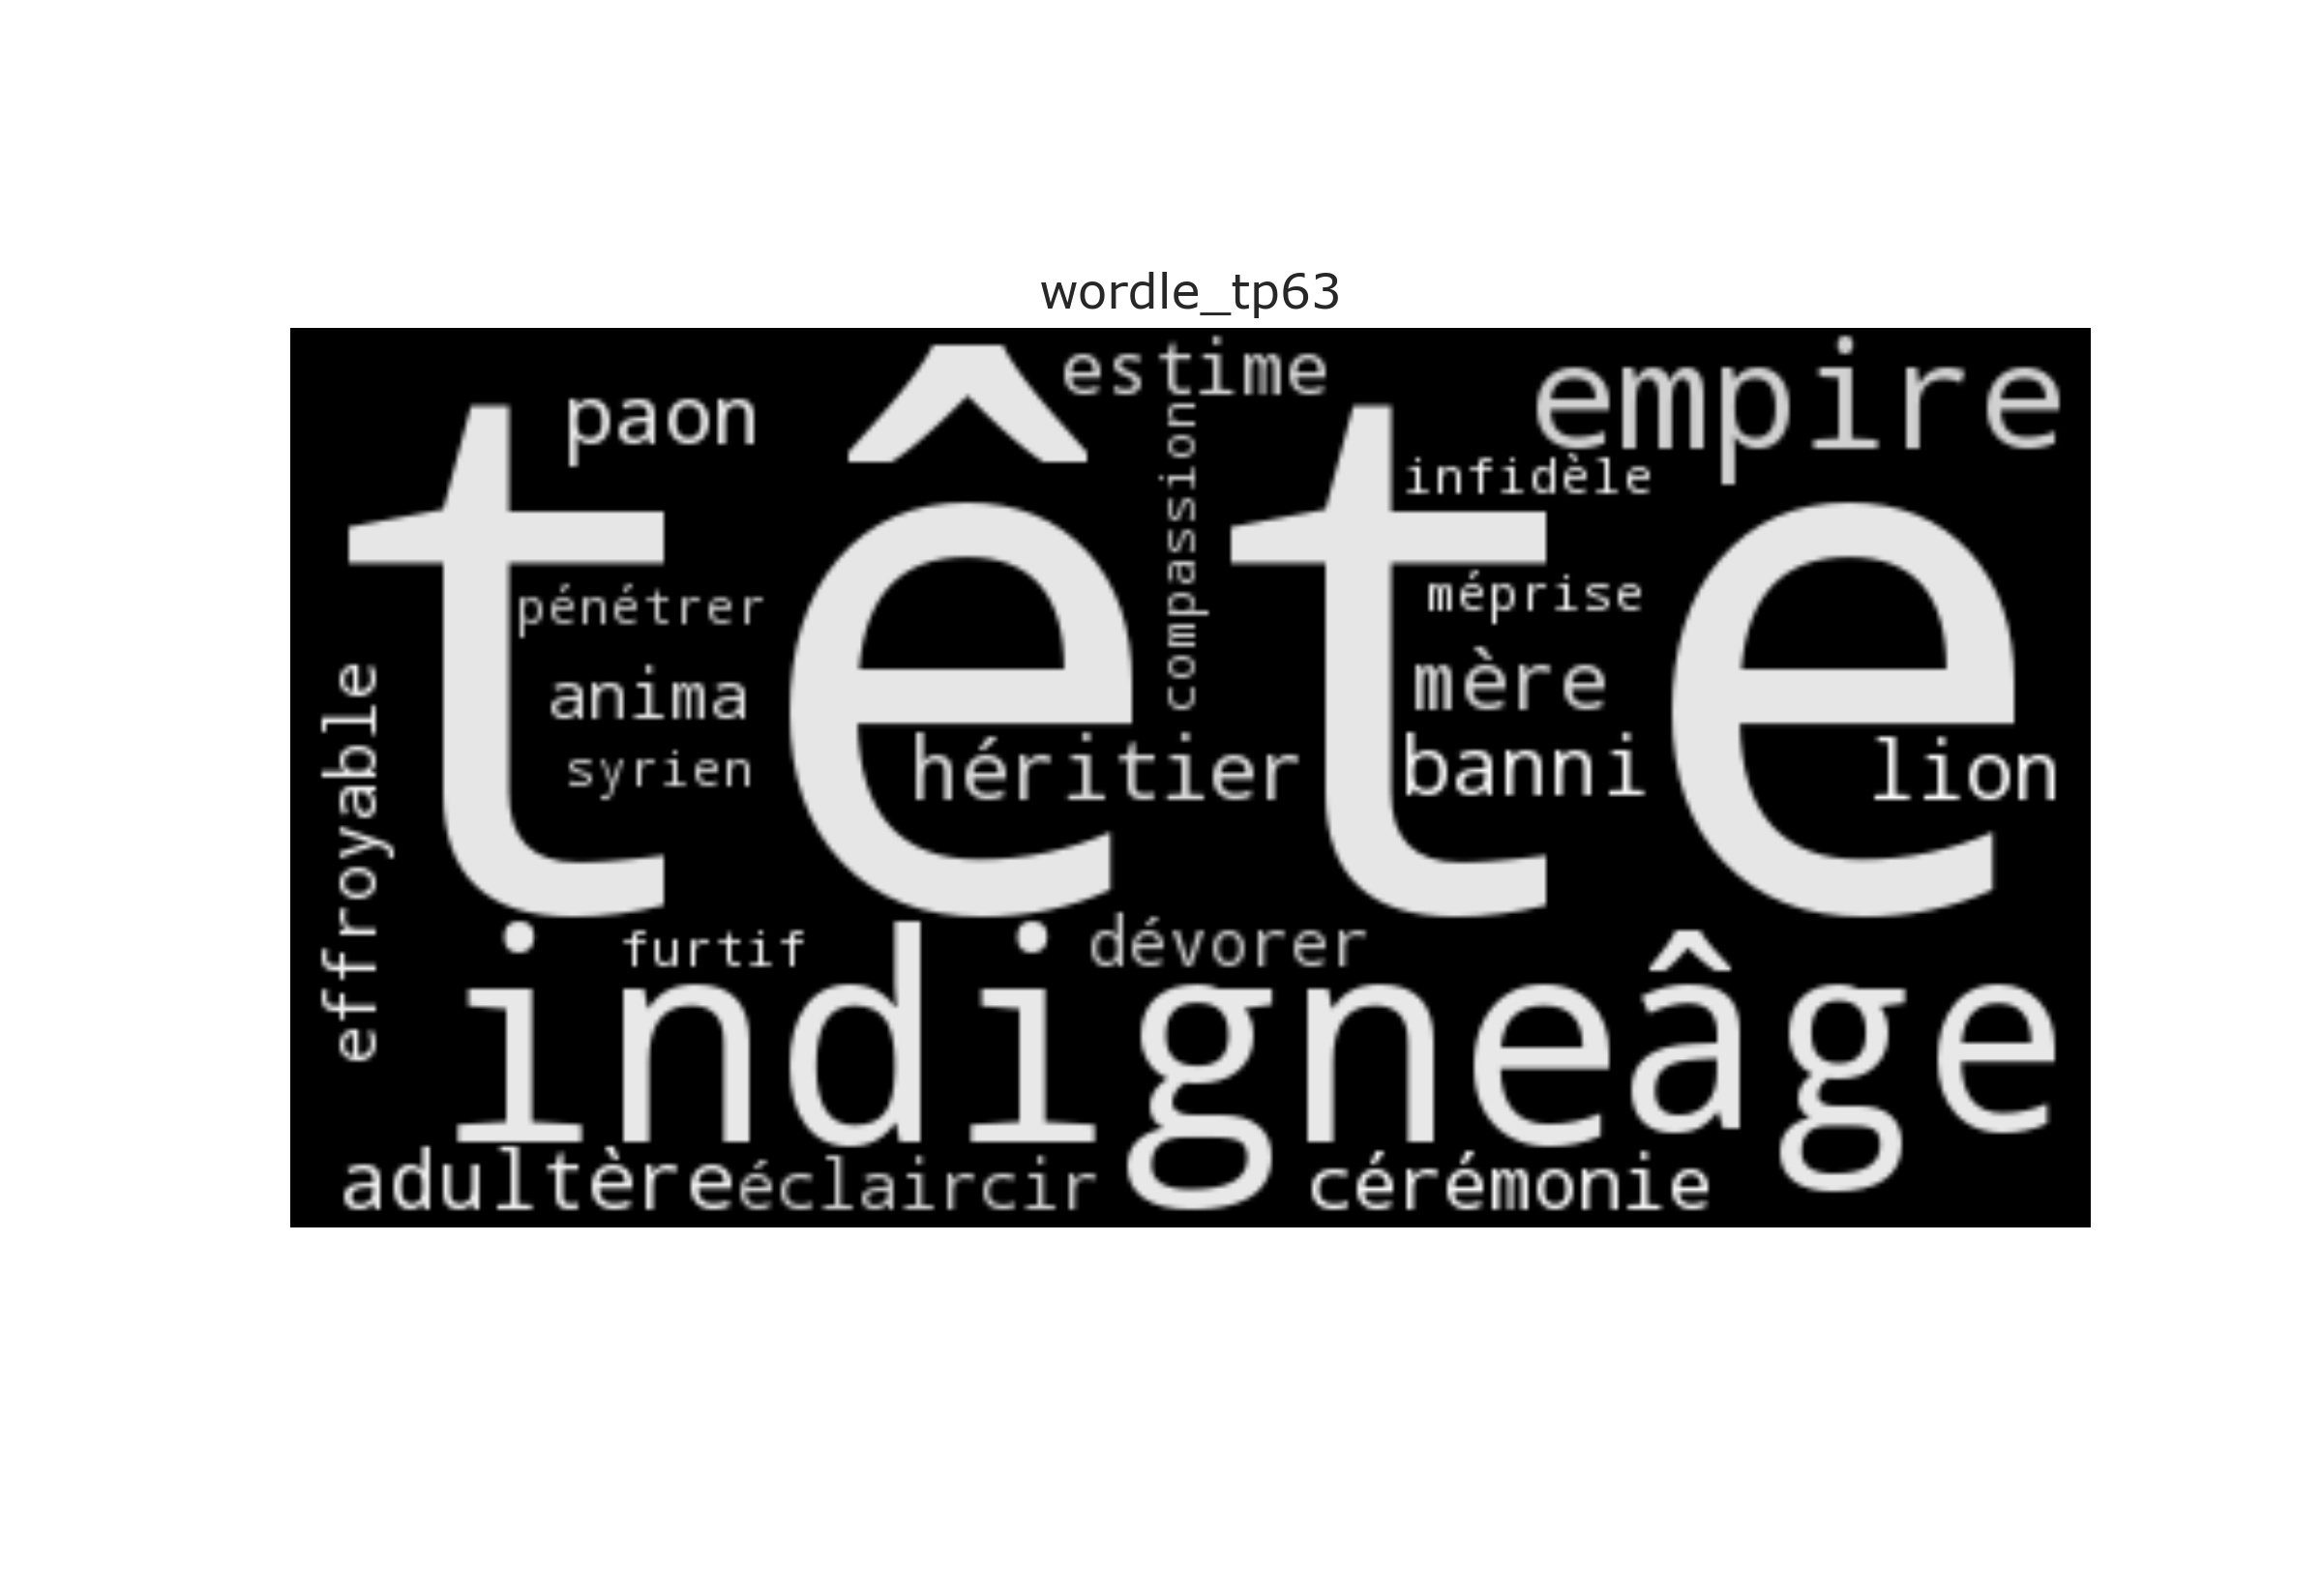 wordle_tp63
estime
empire
paon
infidèle
compassion
tête
pénétrer
méprise
anima
mère
syrien
héritier
banni
lion
effroyable
furtif
dévorer
indigne
âge
adultère
éclaircir
cérémonie